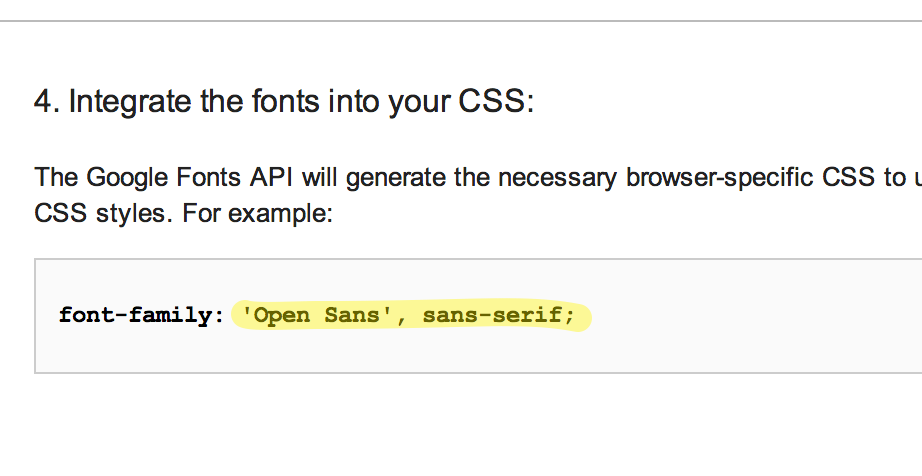 4. Integrate the fonts into your CSS:
The Google Fonts API will generate the necessary browser-specific CSS to
CSS styles. For example:
font-family: 'Open Sans', sans-serif;